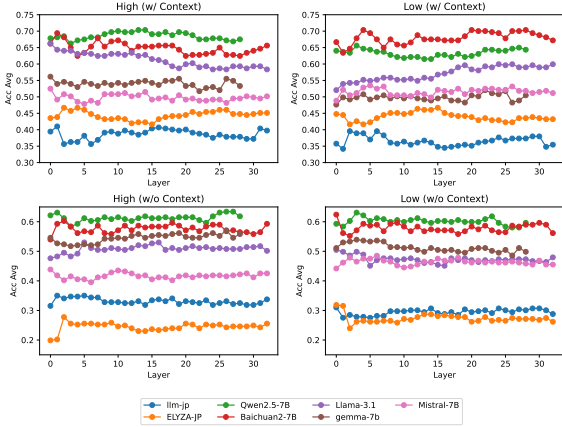 High (w/ Context)
Low (w/ Context)
Acc Avg
0.75
0.70
0.65
0.60
0.55
0.50
0.45
0.40
0.35
0.30
0 5 10 15 20 25 30
Layer
Acc Avg
0.75
0.70
0.65
0.60
0.55
0.50
0.45
0.40
0.35
0.30
0 5 10 15 20 25 30
Layer
High (w/o Context)
Low (w/o Context)
Acc Avg
0.6
0.5
0.4
0.3
0.2
0 5 10 15 20 25 30
Layer
Acc Avg
0.6
0.5
0.4
0.3
0.2
0 5 10 15 20 25 30
Layer
llm-jp Qwen2.5-7B Llama-3.1 Mistral-7B
ELYZA-JP Baichuan2-7B gemma-7b